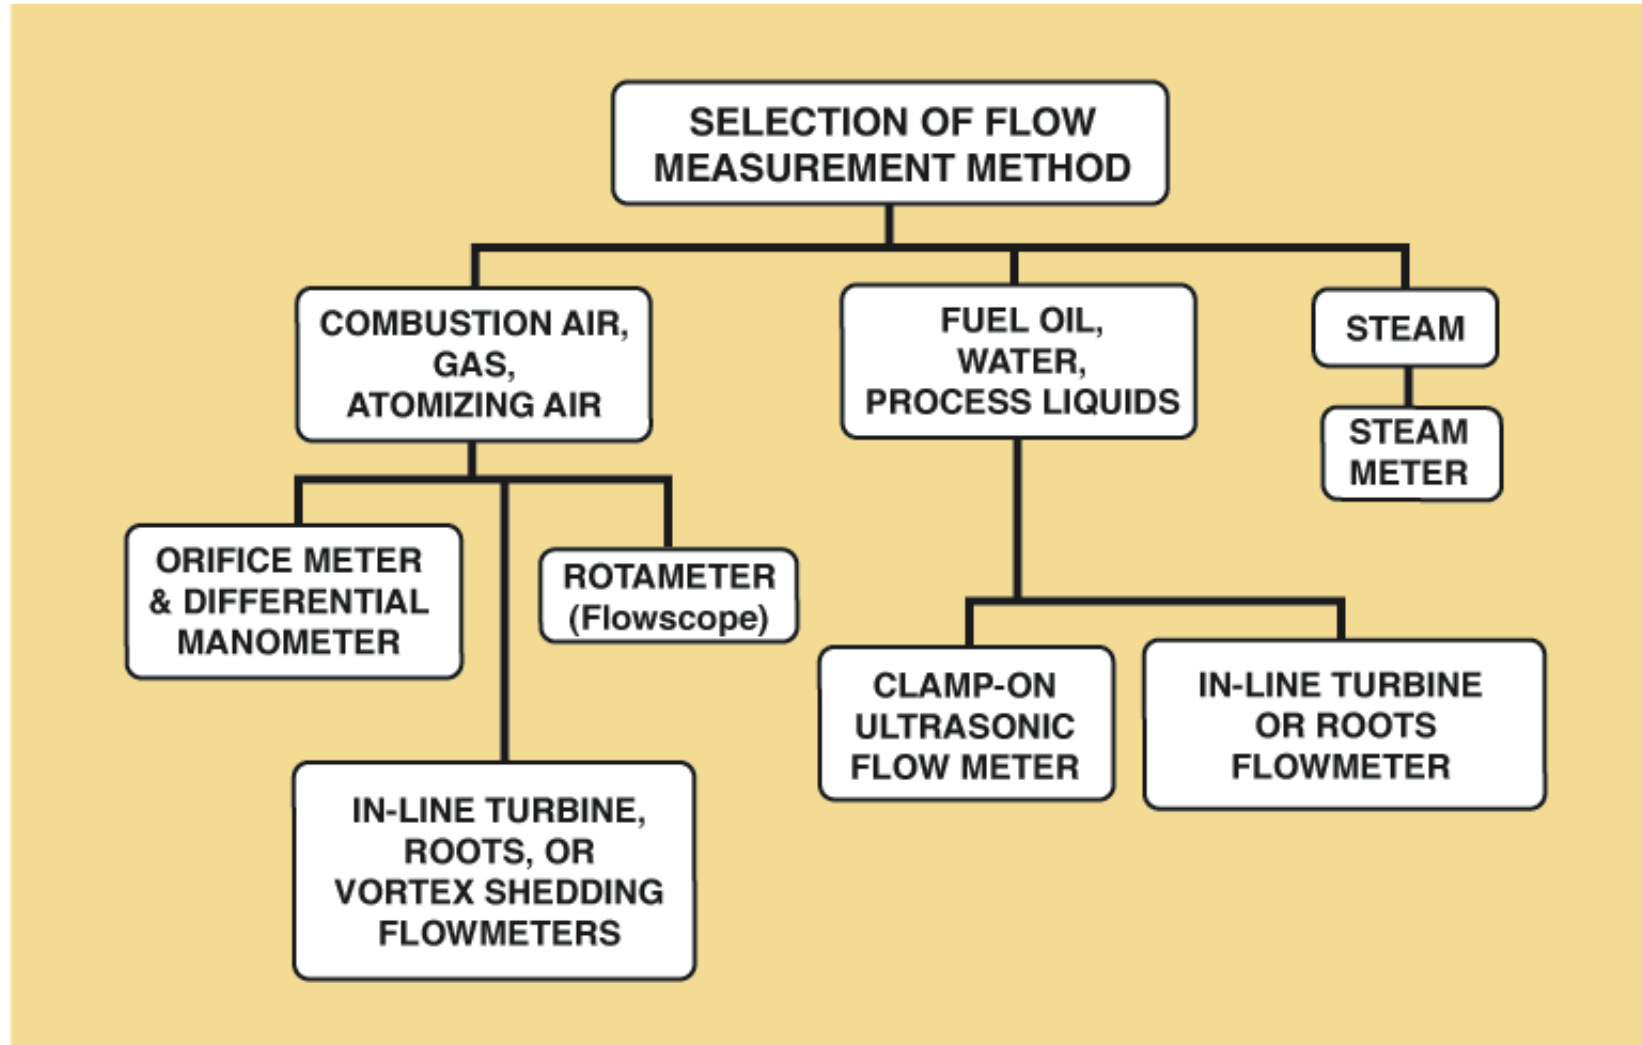 SELECTION OF FLOW
MEASUREMENT METHOD
COMBUSTION AIR,
GAS,
ATOMIZING AIR
FUEL OIL,
WATER,
PROCESS LIQUIDS
STEAM
STEAM
METER
ORIFICE METER
& DIFFERENTIAL
MANOMETER
ROTAMETER
(Flowscope)
CLAMP-ON
ULTRASONIC
FLOW METER
IN-LINE TURBINE
OR ROOTS
FLOWMETER
IN-LINE TURBINE,
ROOTS, OR
VORTEX SHEDDING
FLOWMETERS